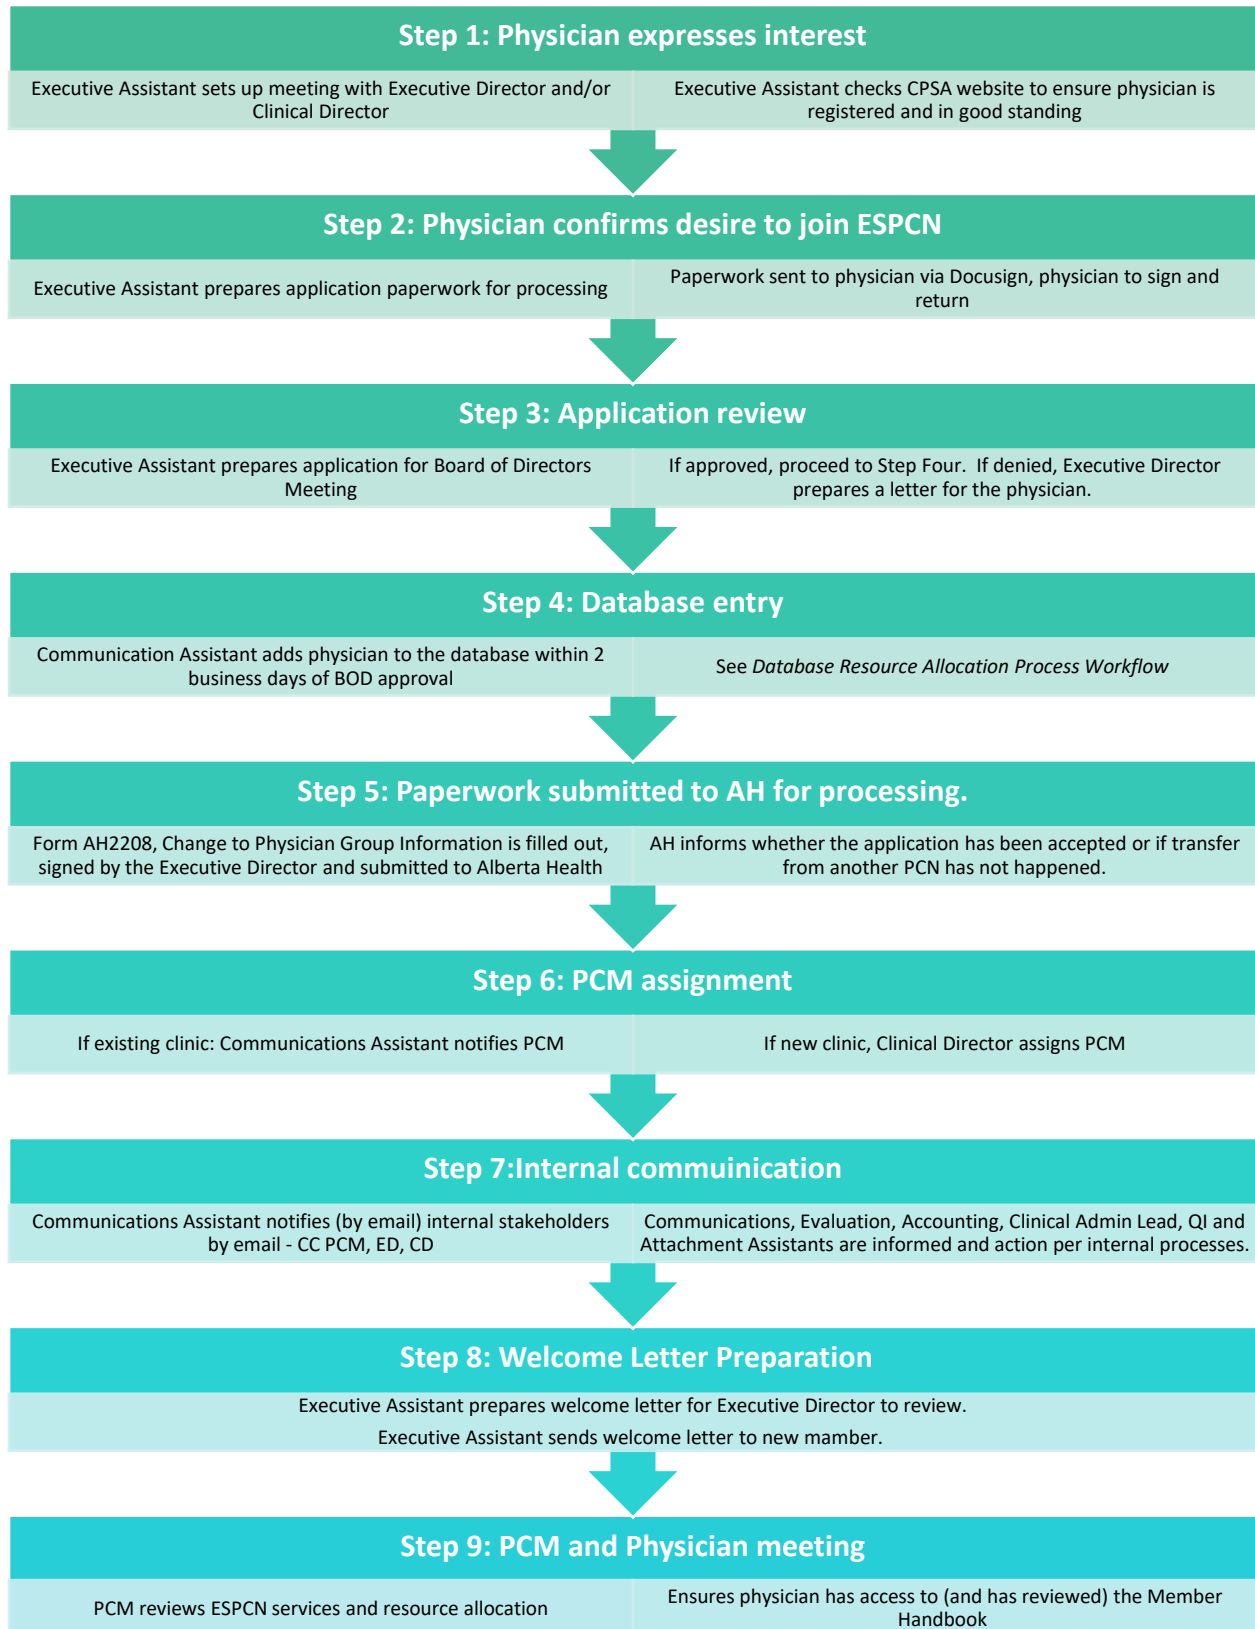 Step 1: Physician expresses interest
Executive Assistant sets up meeting with Executive Director and/or
Clinical Director
Executive Assistant checks CPSA website to ensure physician is
registered and in good standing
Step 2: Physician confirms desire to join ESPCN
Executive Assistant prepares application paperwork for processing
Paperwork sent to physician via Docusign, physician to sign and
return
Step 3: Application review
Executive Assistant prepares application for Board of Directors
Meeting
If approved, proceed to Step Four.  If denied, Executive Director
prepares a letter for the physician.
Step 4: Database entry
Communication Assistant adds physician to the database within 2
business days of BOD approval
See Database Resource Allocation Process Workflow
Step 5: Paperwork submitted to AH for processing.
Form AH2208, Change to Physician Group Information is filled out,
signed by the Executive Director and submitted to Alberta Health
AH informs whether the application has been accepted or if transfer
from another PCN has not happened.
Step 6: PCM assignment
If existing clinic: Communications Assistant notifies PCM
If new clinic, Clinical Director assigns PCM
Step 7:Internal commuinication
Communications Assistant notifies (by email) internal stakeholders
by email - CC PCM, ED, CD
Communications, Evaluation, Accounting, Clinical Admin Lead, QI and
Attachment Assistants are informed and action per internal processes.
Step 8: Welcome Letter Preparation
Executive Assistant prepares welcome letter for Executive Director to review.
Executive Assistant sends welcome letter to new mamber.
Step 9: PCM and Physician meeting
PCM reviews ESPCN services and resource allocation
Ensures physician has access to (and has reviewed) the Member
Handbook